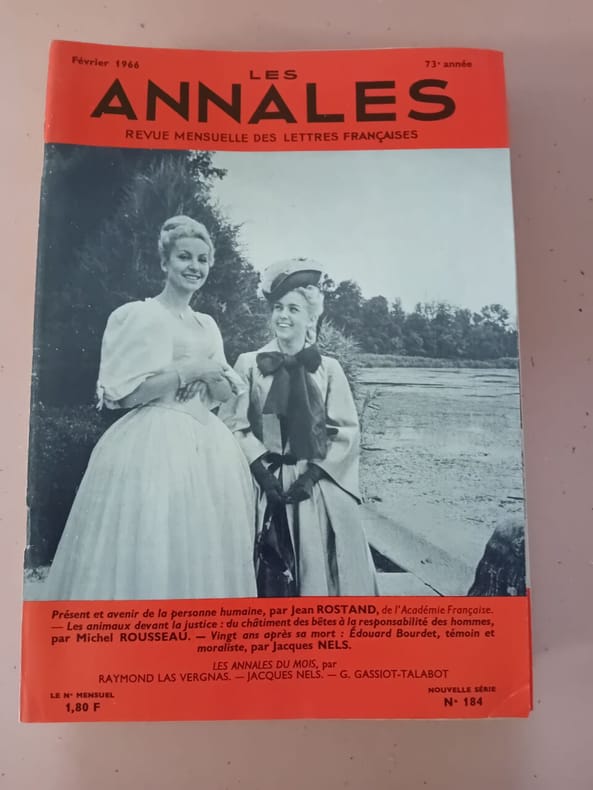 Février 1966
73e année
LES
ANNALES
REVUE MENSUELLE DES LETTRES FRANÇAISES
Présent et avenir de la personne humaine, par Jean ROSTAND, de l'Académie Française.
— Les animaux devant la justice : du châtiment des bêtes à la responsabilité des hommes,
par Michel ROUSSEAU. — Vingt ans après sa mort : Édouard Bourdet, témoin et
moraliste, par Jacques NELS.
LES ANNALES DU MOIS, par
RAYMOND LAS VERGNAS. — JACQUES NELS. — G. GASSIOT-TALABOT
LE No MENSUEL
1,80 F
NOUVELLE SÉRIE
No 184